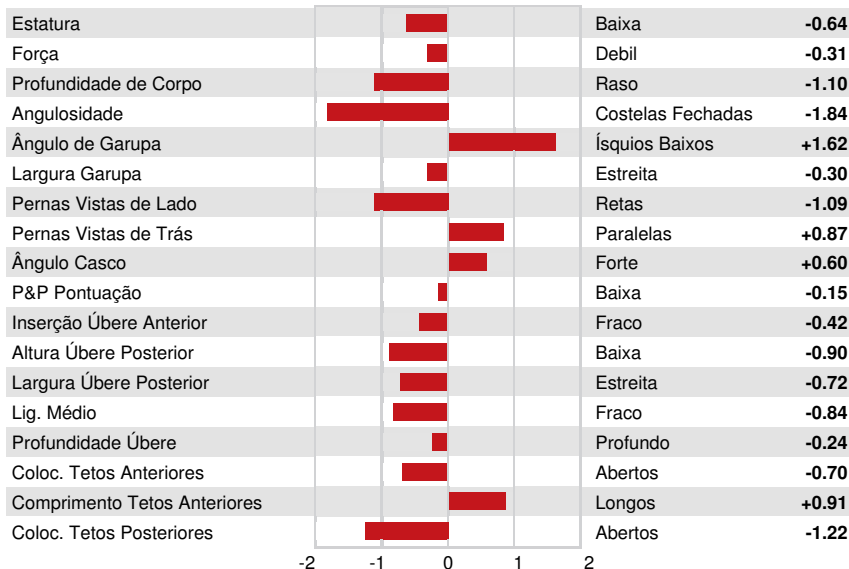 Estatura Baixa -0.64
Força Debil -0.31
Profundidade de Corpo Raso -1.10
Angulosidade Costelas Fechadas -1.84
Ângulo de Garupa Ísquios Baixos +1.62
Largura Garupa Estreita -0.30
Pernas Vistas de Lado Retas -1.09
Pernas Vistas de Trás Paralelas +0.87
Ângulo Casco Forte +0.60
P&P Pontuação Baixa -0.15
Inserção Úbere Anterior Fraco -0.42
Altura Úbere Posterior Baixa -0.90
Largura Úbere Posterior Estreita -0.72
Lig. Médio Fraco -0.84
Profundidade Úbere Profundo -0.24
Coloc. Tetos Anteriores Abertos -0.70
Comprimento Tetos Anteriores Longos +0.91
Coloc. Tetos Posteriores Abertos -1.22
-2 -1 0 1 2